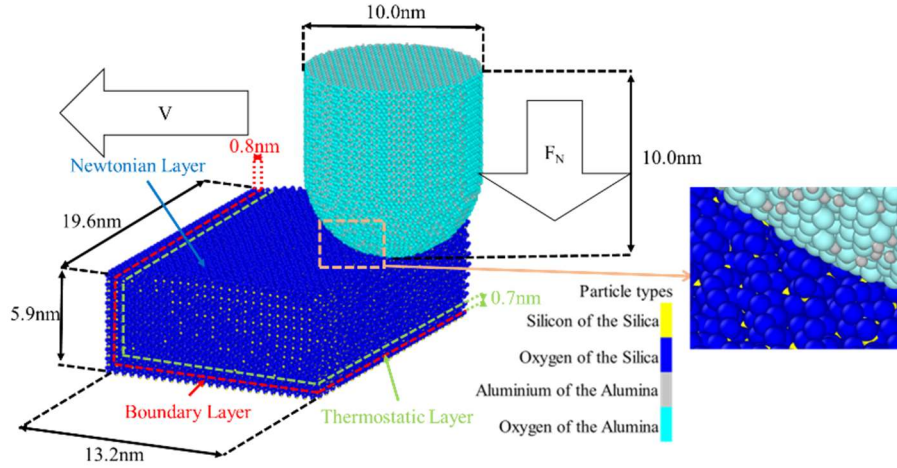 10.0nm
V
0.8nm
Newtonian Layer
F_N
10.0nm
19.6nm
5.9nm
0.7nm
Particle types
Silicon of the Silica
Oxygen of the Silica
Aluminium of the Alumina
Oxygen of the Alumina
Boundary Layer
Thermostatic Layer
13.2nm